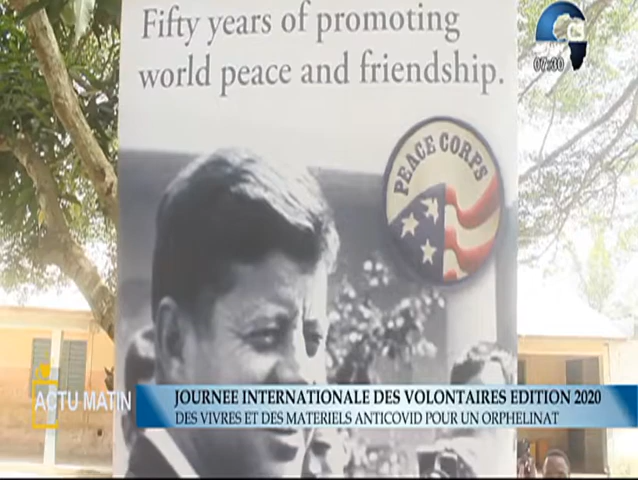 Fifty years of promoting
world peace and friendship.
PEACE CORPS
07:30
ACTU MATIN
JOURNEE INTERNATIONALE DES VOLONTAIRES EDITION 2020
DES VIVRES ET DES MATERIELS ANTICOVID POUR UN ORPHELINAT